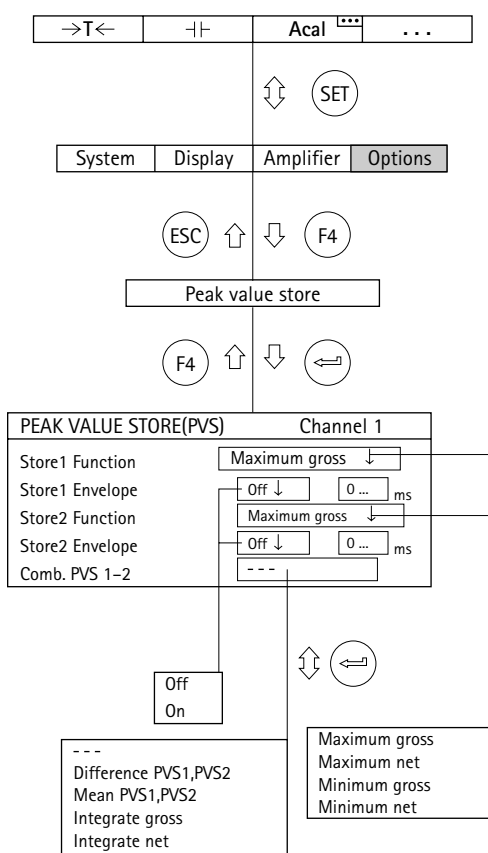 →T← ⊣⊢ Acal ...
SET
System Display Amplifier Options
ESC F4
Peak value store
F4
PEAK VALUE STORE(PVS) Channel 1
Store1 Function Maximum gross ↓
Store1 Envelope Off ↓ 0 ... ms
Store2 Function Maximum gross ↓
Store2 Envelope Off ↓ 0 ... ms
Comb. PVS 1–2 - - -
Off
On
- - -
Difference PVS1,PVS2
Mean PVS1,PVS2
Integrate gross
Integrate net
Maximum gross
Maximum net
Minimum gross
Minimum net